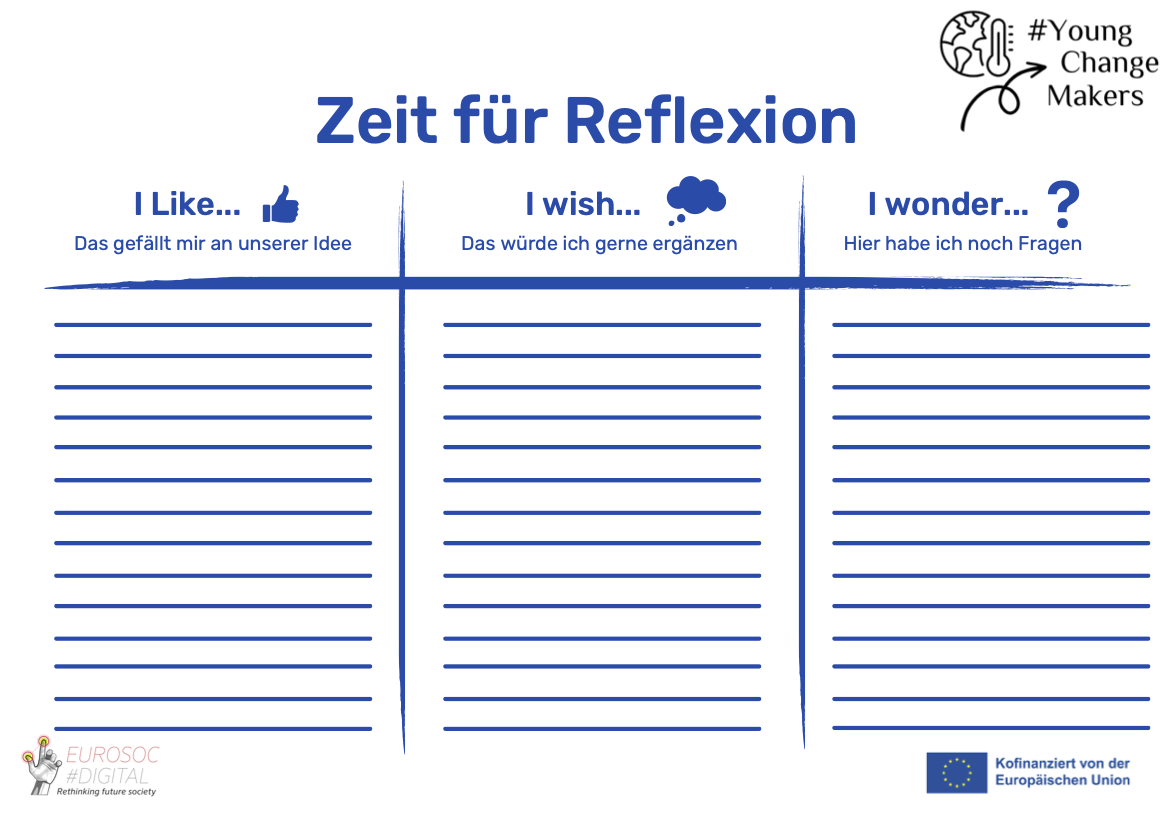 #Young
Change
Makers
Zeit für Reflexion
I Like...
Das gefällt mir an unserer Idee
I wish...
Das würde ich gerne ergänzen
I wonder... ?
Hier habe ich noch Fragen
EUROSOC
#DIGITAL
Rethinking future society
Kofinanziert von der
Europäischen Union